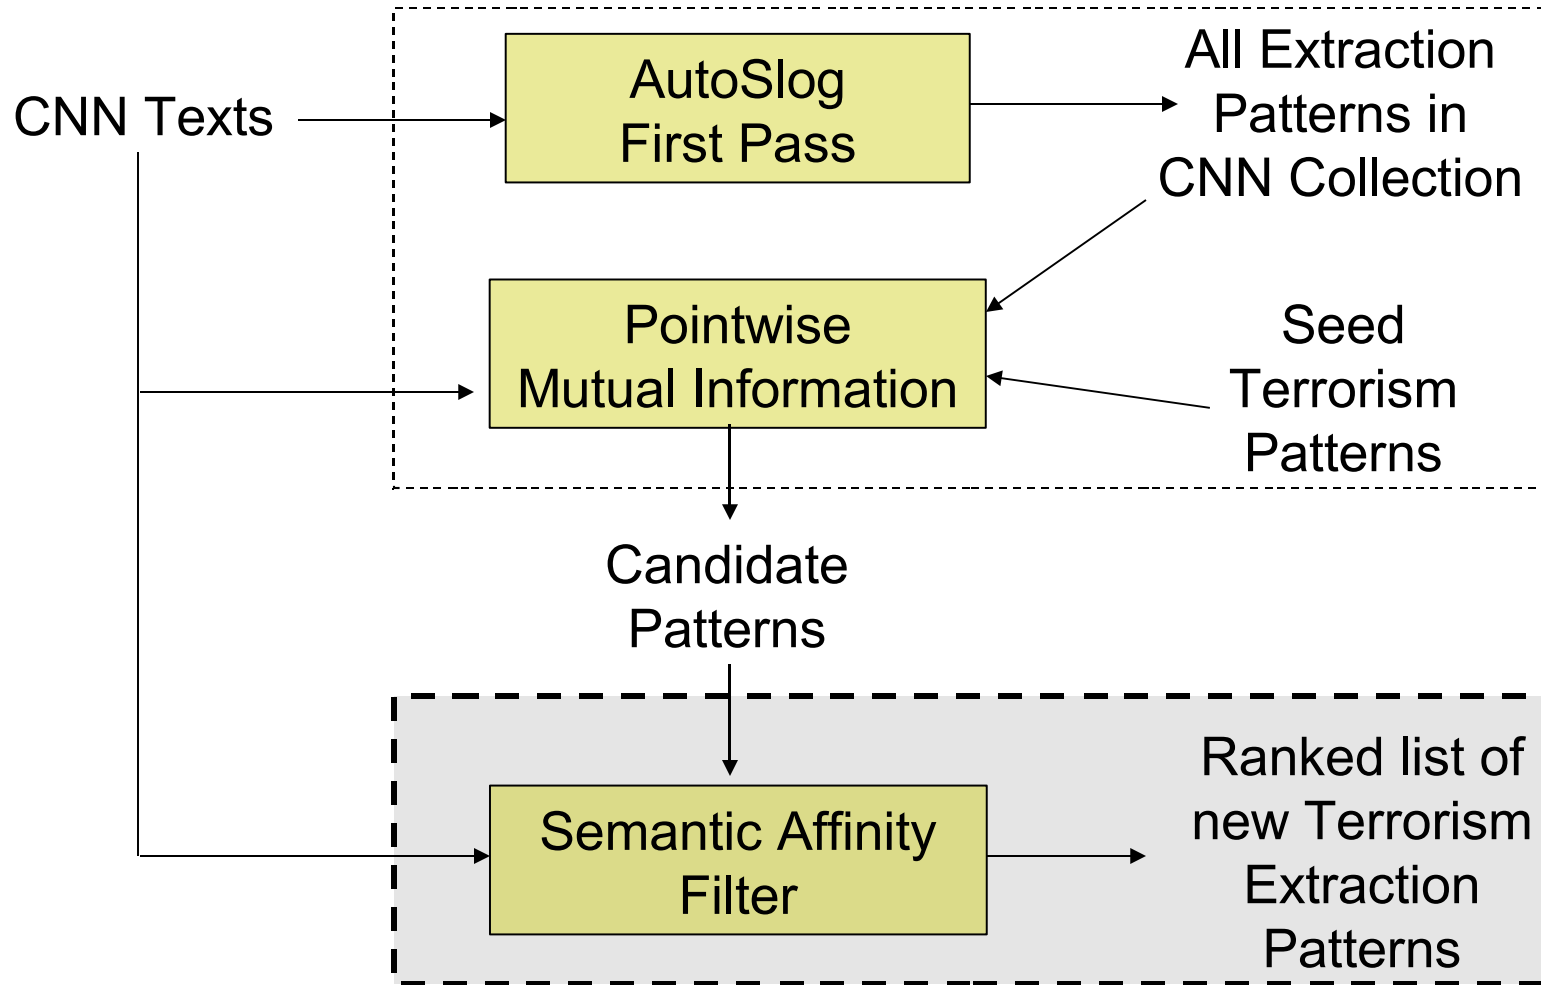 CNN Texts
AutoSlog
First Pass
All Extraction
Patterns in
CNN Collection
Pointwise
Mutual Information
Seed
Terrorism
Patterns
Candidate
Patterns
Semantic Affinity
Filter
Ranked list of
new Terrorism
Extraction
Patterns